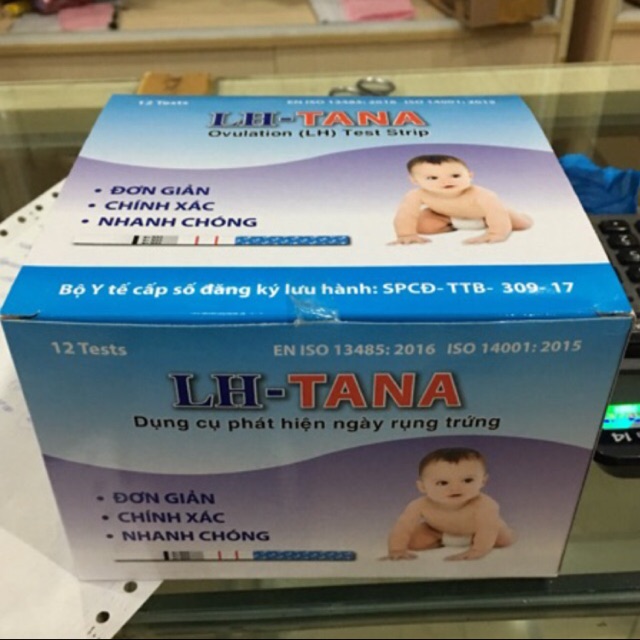 12 Tests
EN ISO 13485: 2016 ISO 14001: 2015
LH-TANA
Ovulation (LH) Test Strip
• ĐƠN GIẢN
• CHÍNH XÁC
• NHANH CHÓNG
Bộ Y tế cấp số đăng ký lưu hành: SPCĐ- TTB- 309- 17
12 Tests
EN ISO 13485: 2016 ISO 14001: 2015
LH-TANA
Dụng cụ phát hiện ngày rụng trứng
• ĐƠN GIẢN
• CHÍNH XÁC
• NHANH CHÓNG